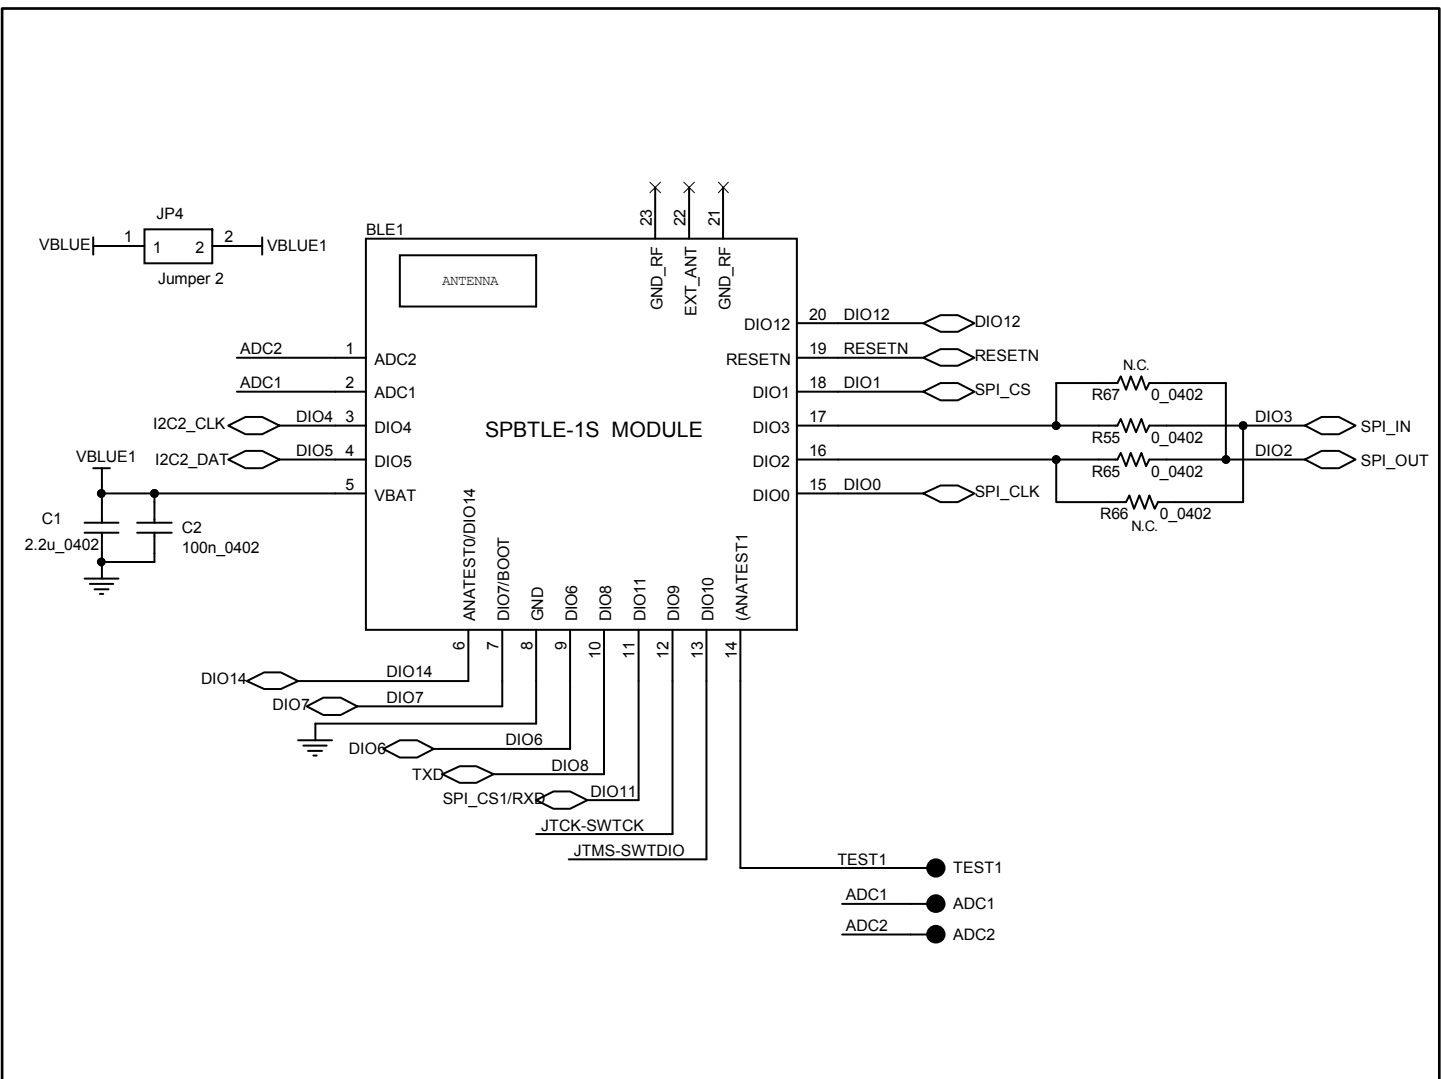 JP4
VBLUE 1 1 2 2 VBLUE1
Jumper 2
BLE1
ANTENNA
23 22 21
GND_RF EXT_ANT GND_RF
SPBTLE-1S MODULE
ADC2 1 ADC2
ADC1 2 ADC1
I2C2_CLK DIO4 3 DIO4
I2C2_DAT DIO5 4 DIO5
VBLUE1
5 VBAT
C1
2.2u_0402
C2
100n_0402
DIO12 20 DIO12 DIO12
RESETN 19 RESETN RESETN
DIO1 18 DIO1 SPI_CS
DIO3 17
DIO2 16
DIO0 15 DIO0 SPI_CLK
N.C.
R67 0_0402
R55 0_0402
R65 0_0402
R66 0_0402
N.C.
DIO3 SPI_IN
DIO2 SPI_OUT
ANATEST0/DIO14 DIO7/BOOT GND DIO6 DIO8 DIO11 DIO9 DIO10 (ANATEST1
6 7 8 9 10 11 12 13 14
DIO14 DIO14
DIO7 DIO7
DIO6 DIO6
TXD DIO8
SPI_CS1/RXD DIO11
JTCK-SWTCK
JTMS-SWTDIO
TEST1 TEST1
ADC1 ADC1
ADC2 ADC2